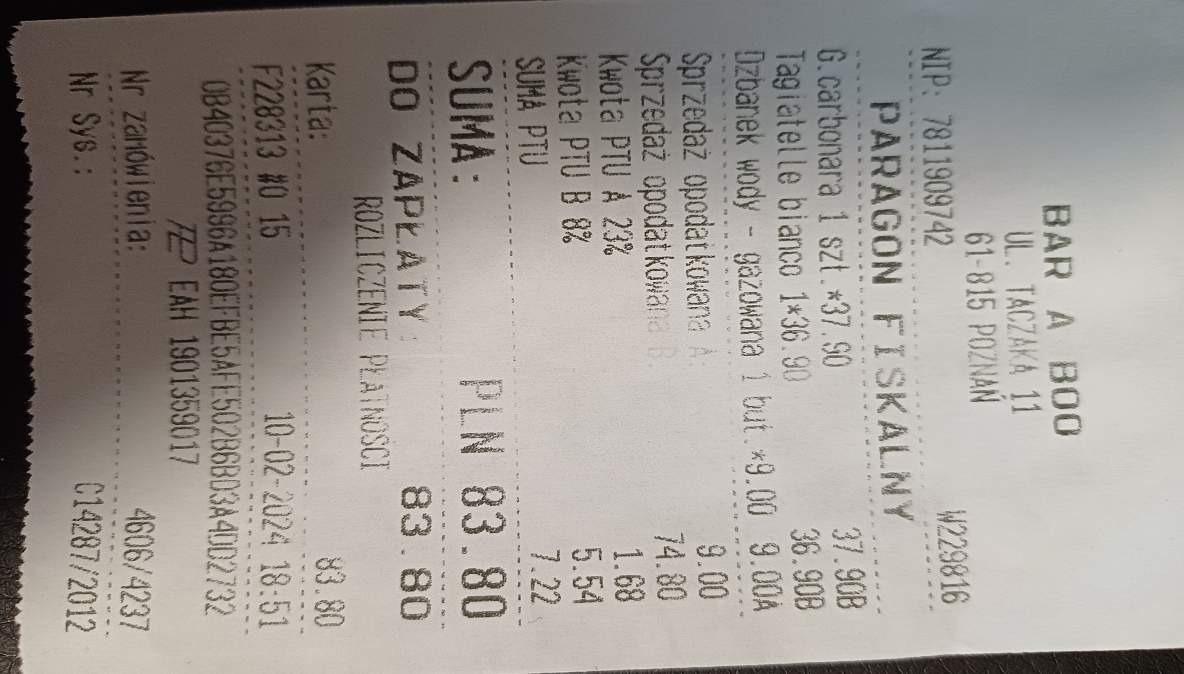 BAR A BOO
UL. TACZAKA 11
61-815 POZNAŃ
NIP: 7811909742 W229816
PARAGON FISKALNY
G.carbonara 1 szt.*37.90 37.90B
Tagiatelle bianco 1*36.90 36.90B
Dzbanek wody - gazowana 1 but.*9.00 9.00A
Sprzedaż opodatkowana A: 9.00
Sprzedaż opodatkowana B: 74.80
Kwota PTU A 23% 1.68
Kwota PTU B 8% 5.54
SUMA PTU 7.22
SUMA: PLN 83.80
DO ZAPŁATY: 83.80
ROZLICZENIE PŁATNOŚCI
Karta: 83.80
F228313 #0 15 10-02-2024 18:51
0B40376E5996A180EFBE5AFE502B6BD3A4DD2732
EAH 1901359017
Nr zamówienia: 4606/4237
Nr Sys.: C14287/2012